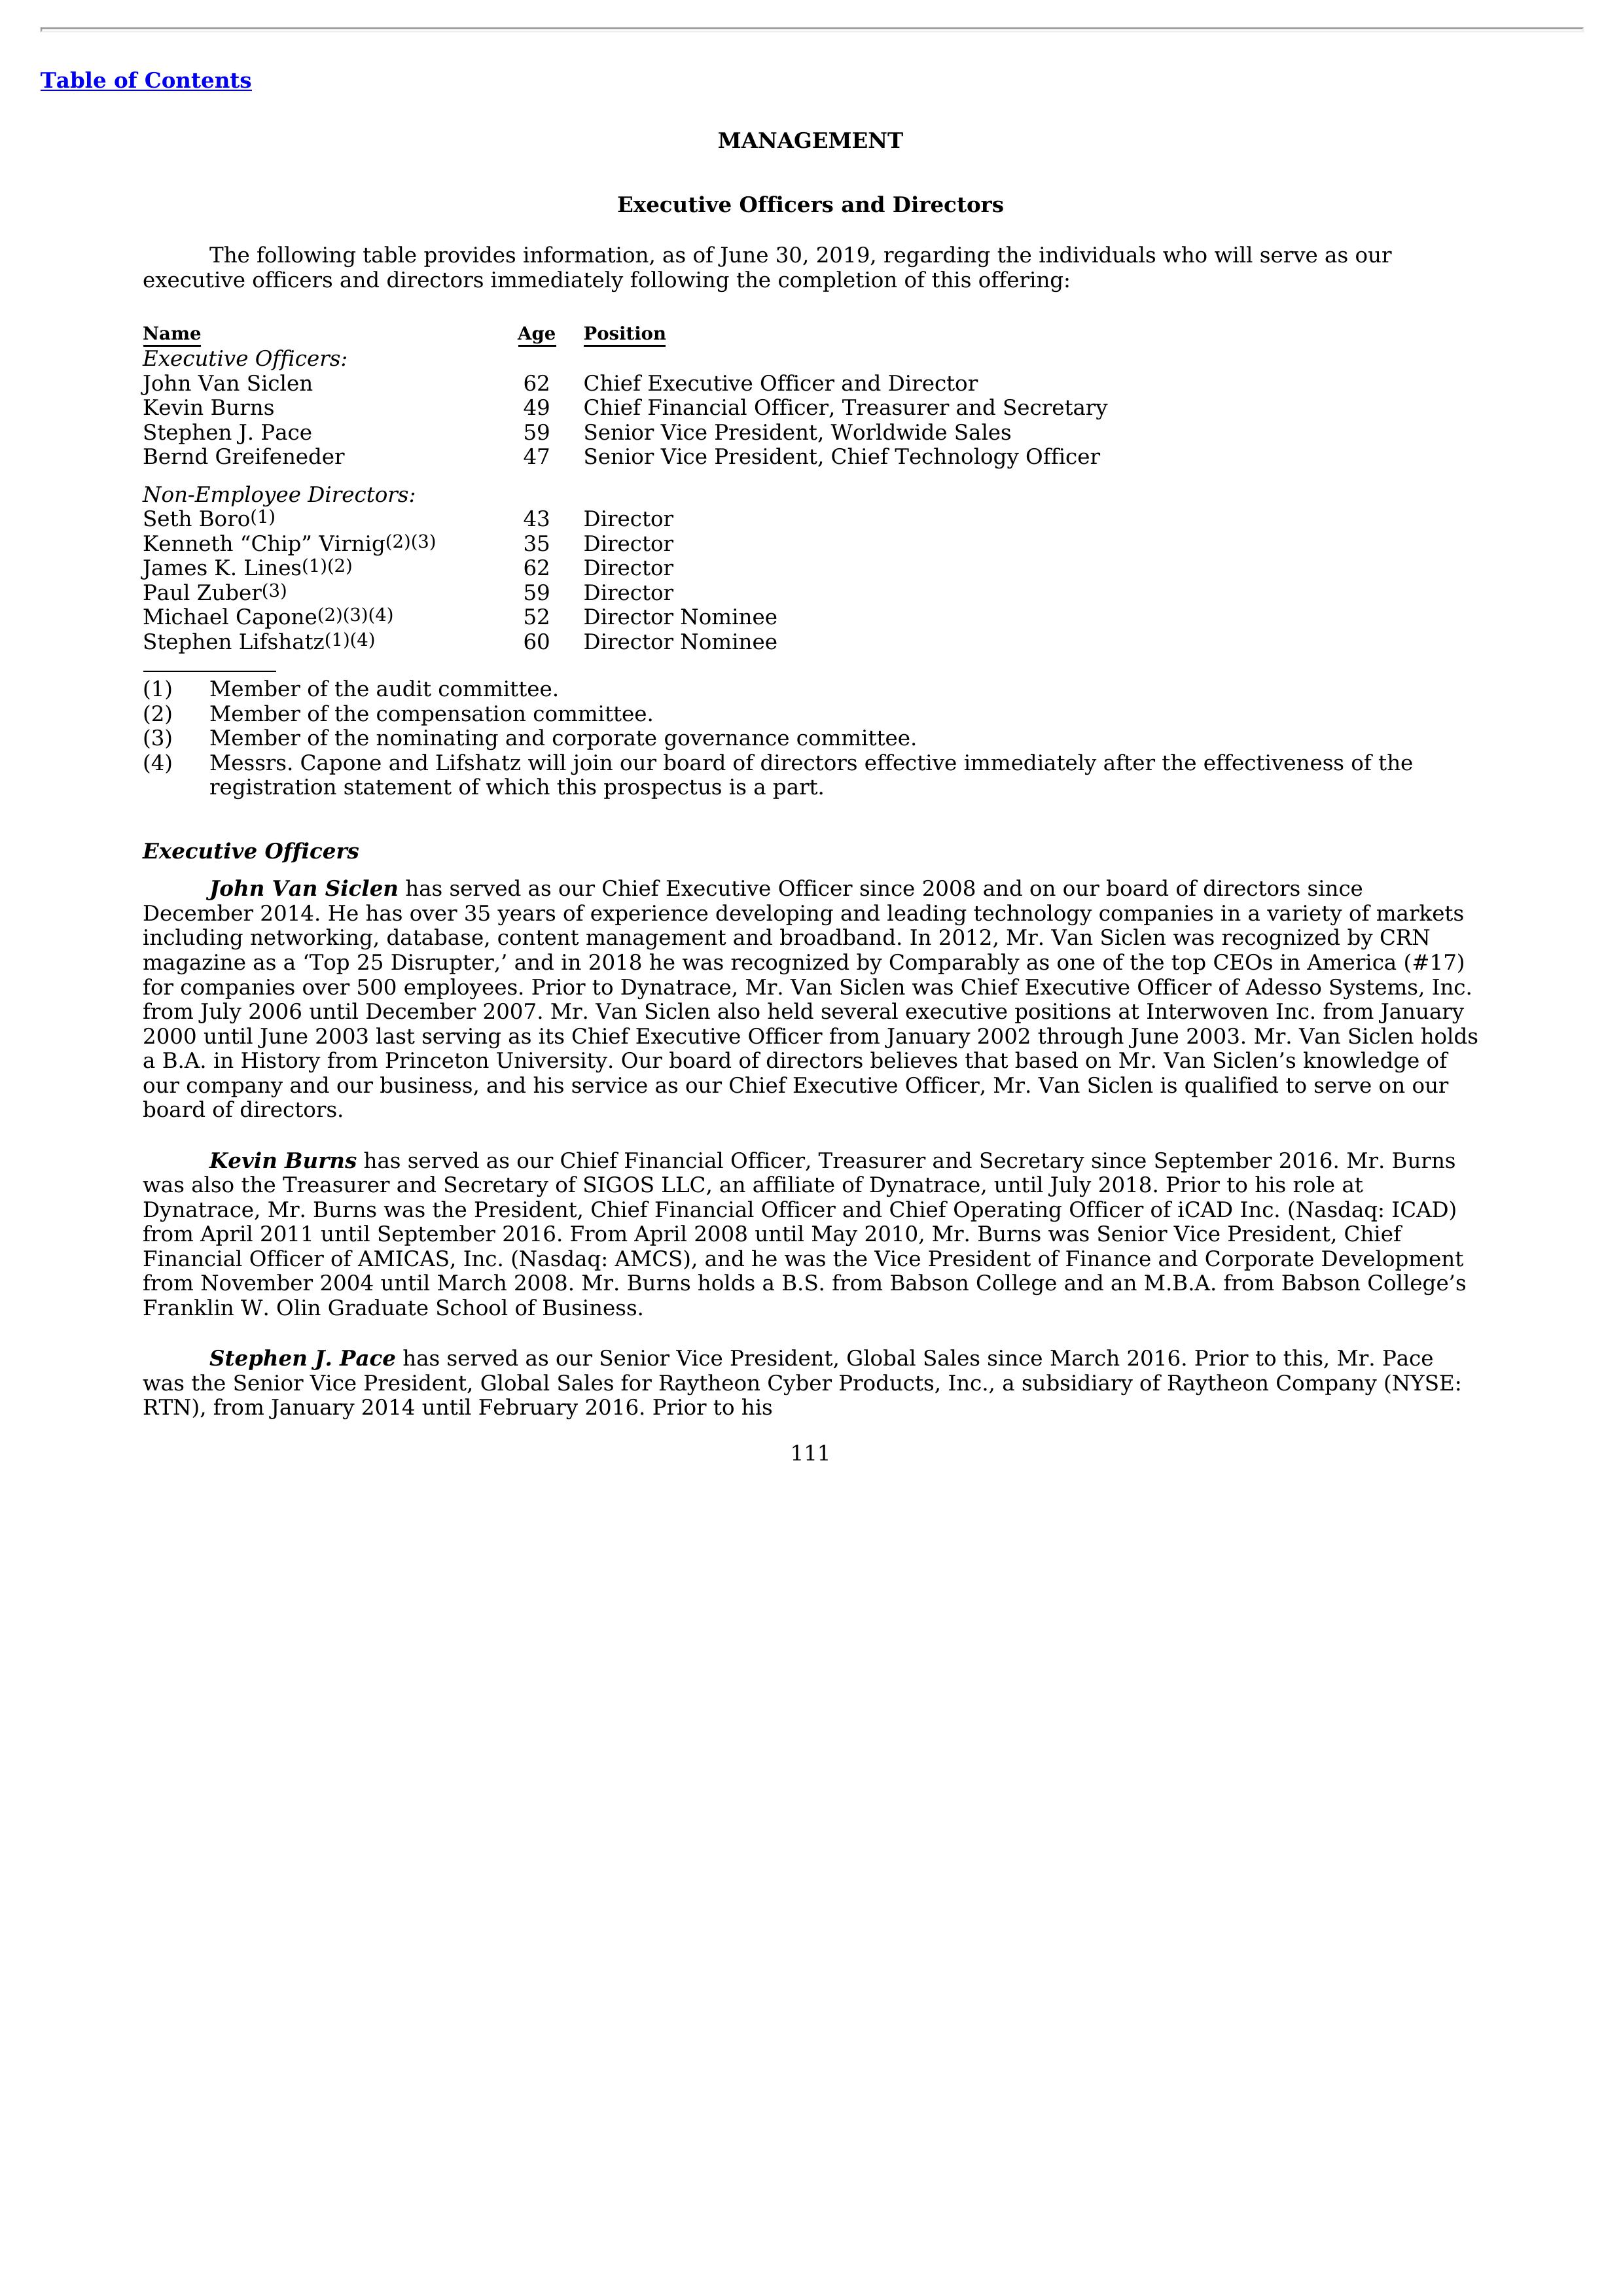 Table of Contents
MANAGEMENT
Executive Officers and Directors
The following table provides information, as of June 30, 2019, regarding the individuals who will serve as our
executive officers and directors immediately following the completion of this offering:
Name Age Position
Executive Officers:
John Van Siclen 62 Chief Executive Officer and Director
Kevin Burns 49 Chief Financial Officer, Treasurer and Secretary
Stephen J. Pace 59 Senior Vice President, Worldwide Sales
Bernd Greifeneder 47 Senior Vice President, Chief Technology Officer
Non-Employee Directors:
Seth Boro(1) 43 Director
Kenneth “Chip” Virnig(2)(3) 35 Director
James K. Lines(1)(2) 62 Director
Paul Zuber(3) 59 Director
Michael Capone(2)(3)(4) 52 Director Nominee
Stephen Lifshatz(1)(4) 60 Director Nominee
(1) Member of the audit committee.
(2) Member of the compensation committee.
(3) Member of the nominating and corporate governance committee.
(4) Messrs. Capone and Lifshatz will join our board of directors effective immediately after the effectiveness of the
registration statement of which this prospectus is a part.
Executive Officers
John Van Siclen has served as our Chief Executive Officer since 2008 and on our board of directors since
December 2014. He has over 35 years of experience developing and leading technology companies in a variety of markets
including networking, database, content management and broadband. In 2012, Mr. Van Siclen was recognized by CRN
magazine as a ‘Top 25 Disrupter,’ and in 2018 he was recognized by Comparably as one of the top CEOs in America (#17)
for companies over 500 employees. Prior to Dynatrace, Mr. Van Siclen was Chief Executive Officer of Adesso Systems, Inc.
from July 2006 until December 2007. Mr. Van Siclen also held several executive positions at Interwoven Inc. from January
2000 until June 2003 last serving as its Chief Executive Officer from January 2002 through June 2003. Mr. Van Siclen holds
a B.A. in History from Princeton University. Our board of directors believes that based on Mr. Van Siclen’s knowledge of
our company and our business, and his service as our Chief Executive Officer, Mr. Van Siclen is qualified to serve on our
board of directors.
Kevin Burns has served as our Chief Financial Officer, Treasurer and Secretary since September 2016. Mr. Burns
was also the Treasurer and Secretary of SIGOS LLC, an affiliate of Dynatrace, until July 2018. Prior to his role at
Dynatrace, Mr. Burns was the President, Chief Financial Officer and Chief Operating Officer of iCAD Inc. (Nasdaq: ICAD)
from April 2011 until September 2016. From April 2008 until May 2010, Mr. Burns was Senior Vice President, Chief
Financial Officer of AMICAS, Inc. (Nasdaq: AMCS), and he was the Vice President of Finance and Corporate Development
from November 2004 until March 2008. Mr. Burns holds a B.S. from Babson College and an M.B.A. from Babson College’s
Franklin W. Olin Graduate School of Business.
Stephen J. Pace has served as our Senior Vice President, Global Sales since March 2016. Prior to this, Mr. Pace
was the Senior Vice President, Global Sales for Raytheon Cyber Products, Inc., a subsidiary of Raytheon Company (NYSE:
RTN), from January 2014 until February 2016. Prior to his
111